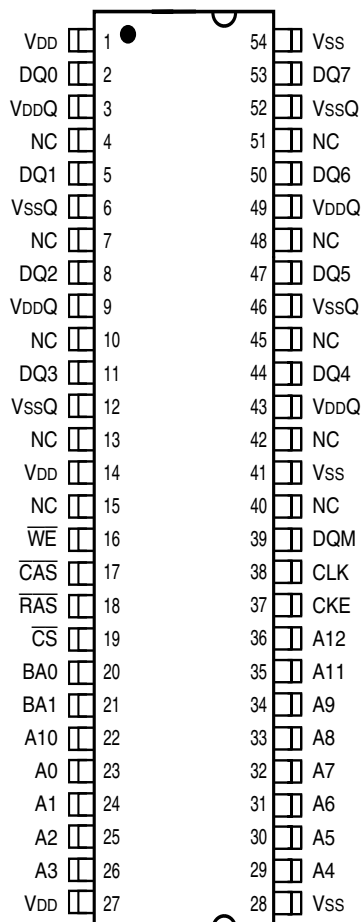 VDD 1 54 VSS
DQ0 2 53 DQ7
VDDQ 3 52 VSSQ
NC 4 51 NC
DQ1 5 50 DQ6
VSSQ 6 49 VDDQ
NC 7 48 NC
DQ2 8 47 DQ5
VDDQ 9 46 VSSQ
NC 10 45 NC
DQ3 11 44 DQ4
VSSQ 12 43 VDDQ
NC 13 42 NC
VDD 14 41 VSS
NC 15 40 NC
W̅E̅ 16 39 DQM
C̅A̅S̅ 17 38 CLK
R̅A̅S̅ 18 37 CKE
C̅S̅ 19 36 A12
BA0 20 35 A11
BA1 21 34 A9
A10 22 33 A8
A0 23 32 A7
A1 24 31 A6
A2 25 30 A5
A3 26 29 A4
VDD 27 28 VSS